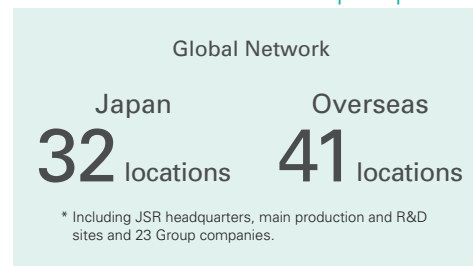 Global Network
Japan
32 locations
Overseas
41 locations
* Including JSR headquarters, main production and R&D
sites and 23 Group companies.